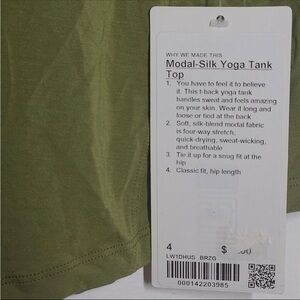 WHY WE MADE THIS
Modal-Silk Yoga Tank
Top
1. You have to feel it to believe
it. This t-back yoga tank
handles sweat and feels amazing
on your skin. Wear it long and
loose or tied at the back
2. Soft, silk-blend modal fabric
is four-way stretch,
quick-drying, sweat-wicking,
and breathable
3. Tie it up for a snug fit at the
hip
4. Classic fit, hip length
4 $
LW1DHUS BRZG
000142203985